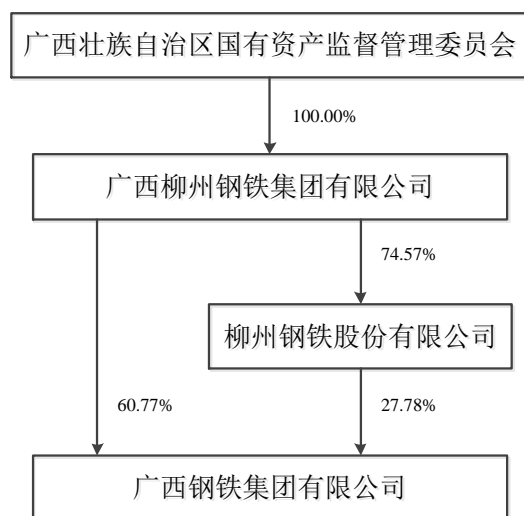 广西壮族自治区国有资产监督管理委员会
100.00%
广西柳州钢铁集团有限公司
74.57%
柳州钢铁股份有限公司
60.77%
27.78%
广西钢铁集团有限公司